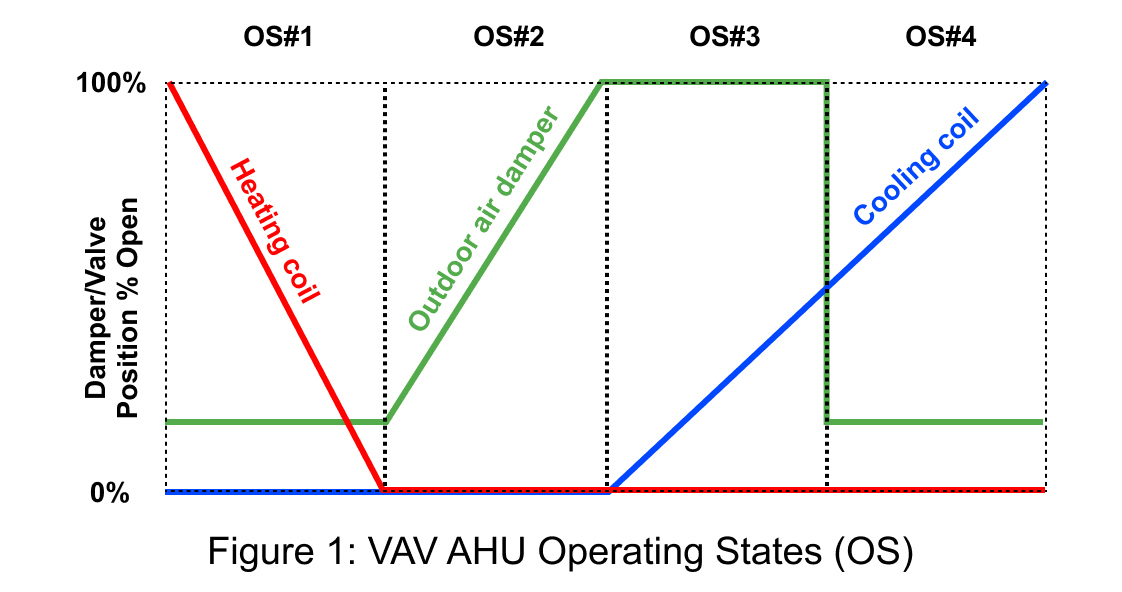 OS#1 OS#2 OS#3 OS#4
100%
Heating coil
Outdoor air damper
Cooling coil
Damper/Valve
Position % Open
0%
Figure 1: VAV AHU Operating States (OS)